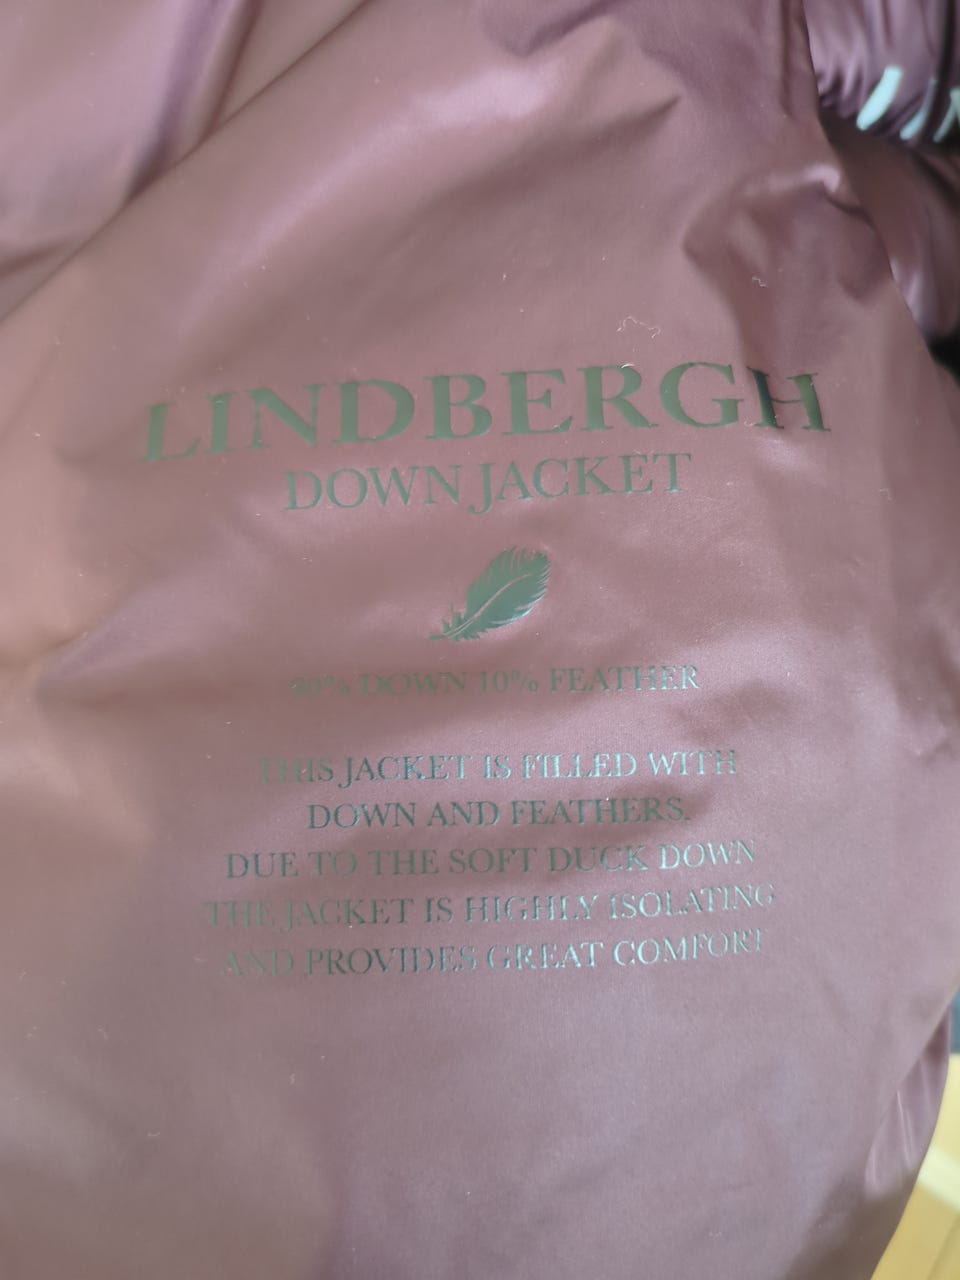 LINDBERGH
DOWN JACKET
90% DOWN 10% FEATHER
THIS JACKET IS FILLED WITH
DOWN AND FEATHERS.
DUE TO THE SOFT DUCK DOWN
THE JACKET IS HIGHLY ISOLATING
AND PROVIDES GREAT COMFORT